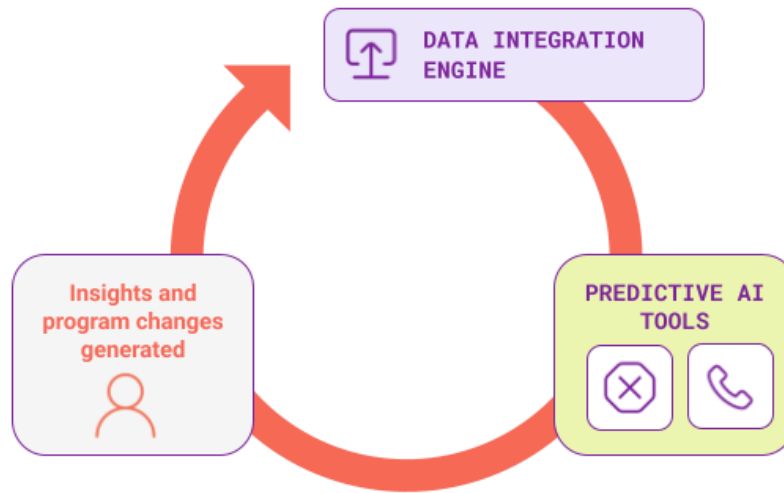 DATA INTEGRATION
ENGINE
Insights and
program changes
generated
PREDICTIVE AI
TOOLS